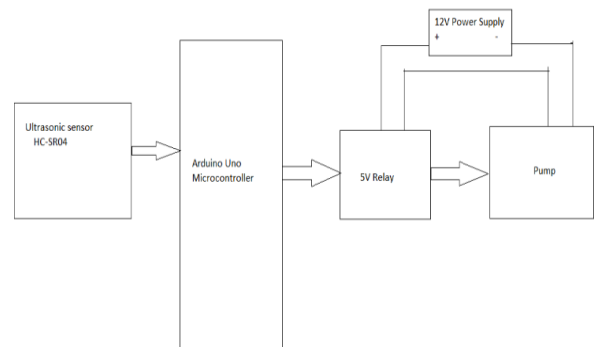 12V Power Supply
+ -
Ultrasonic sensor
HC-SR04
Arduino Uno
Microcontroller
5V Relay
Pump